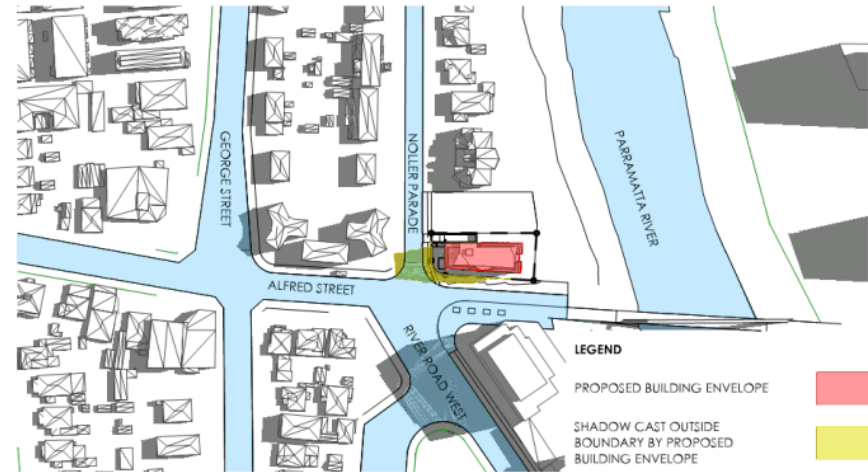 GEORGE STREET
NOLLER PARADE
PARRAMATTA RIVER
ALFRED STREET
RIVER ROAD WEST
LEGEND
PROPOSED BUILDING ENVELOPE
SHADOW CAST OUTSIDE
BOUNDARY BY PROPOSED
BUILDING ENVELOPE